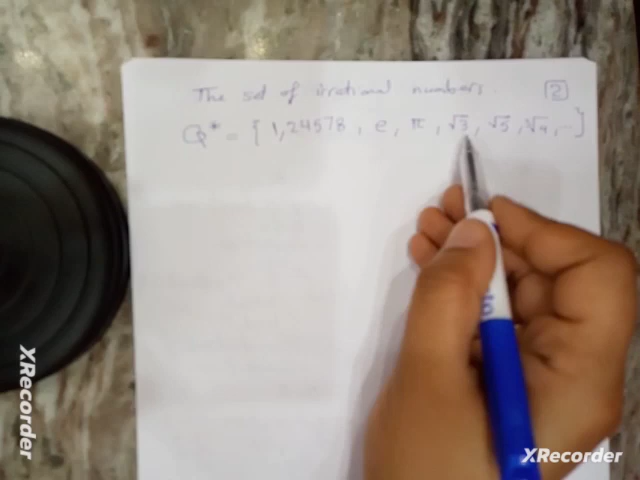 The set of irrational numbers. 2
Q* = { 1,24578, e, π, √3, √5, ∛4, ... }
XRecorder
XRecorder